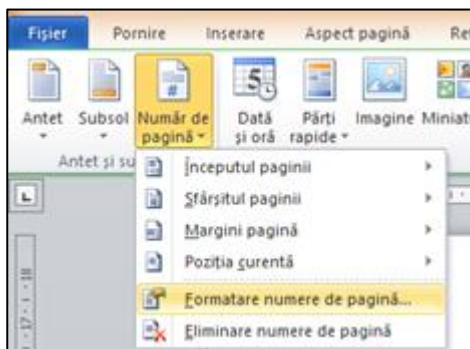 Fișier Pornire Inserare Aspect pagină
Antet Subsol Număr de pagină Dată și oră Părți rapide Imagine
Antet și su
Începutul paginii
Sfârșitul paginii
Margini pagină
Poziția curentă
Formatare numere de pagină...
Eliminare numere de pagină